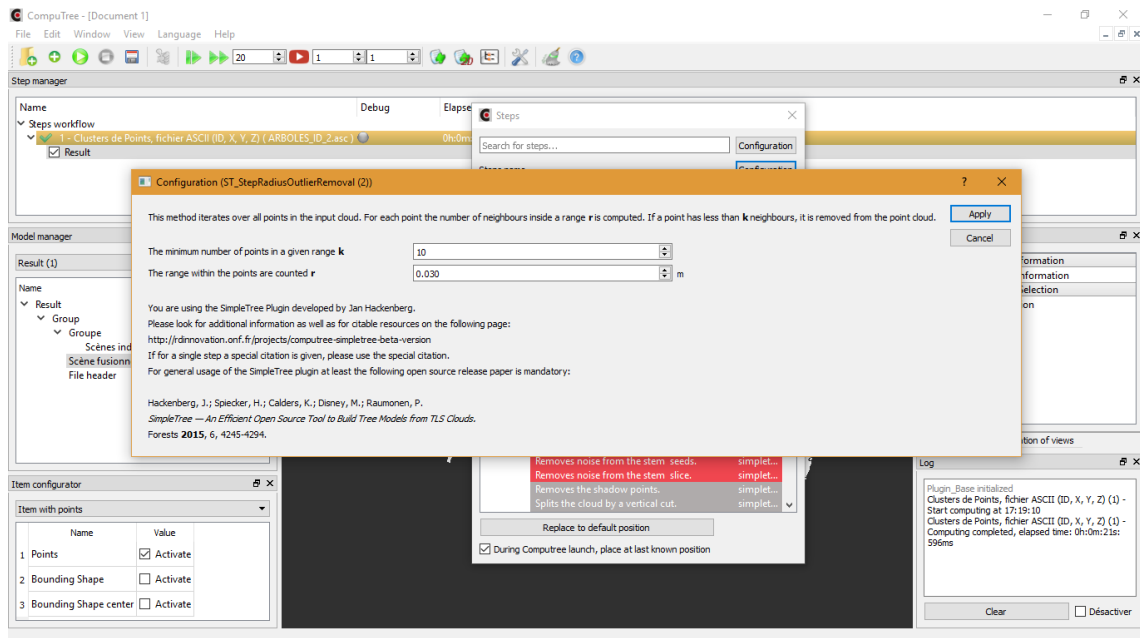 CompuTree - [Document 1]
File Edit Window View Language Help
20 1 1
Step manager
Name Debug Elapse
Steps workflow
1 - Clusters de Points, fichier ASCII (ID, X, Y, Z) ( ARBOLES_ID_2.asc ) 0h:0m:
Result
Steps
Search for steps... Configuration
Configuration (ST_StepRadiusOutlierRemoval (2))
This method iterates over all points in the input cloud. For each point the number of neighbours inside a range r is computed. If a point has less than k neighbours, it is removed from the point cloud.
Apply
Cancel
The minimum number of points in a given range k 10
The range within the points are counted r 0.030 m
You are using the SimpleTree Plugin developed by Jan Hackenberg.
Please look for additional information as well as for citable resources on the following page:
http://rdinnovation.onf.fr/projects/computree-simpletree-beta-version
If for a single step a special citation is given, please use the special citation.
For general usage of the SimpleTree plugin at least the following open source release paper is mandatory:
Hackenberg, J.; Spiecker, H.; Calders, K.; Disney, M.; Raumonen, P.
SimpleTree — An Efficient Open Source Tool to Build Tree Models from TLS Clouds.
Forests 2015, 6, 4245-4294.
Model manager
Result (1)
Name
Result
Group
Groupe
Scènes ind
Scène fusionn
File header
ormation
nformation
election
on
tion of views
Removes noise from the stem seeds. simplet...
Removes noise from the stem slice. simplet...
Removes the shadow points. simplet...
Splits the cloud by a vertical cut. simplet...
Replace to default position
During Computree launch, place at last known position
Item configurator
Item with points
Name Value
1 Points Activate
2 Bounding Shape Activate
3 Bounding Shape center Activate
Log
Plugin_Base initialized
Clusters de Points, fichier ASCII (ID, X, Y, Z) (1) -
Start computing at 17:19:10
Clusters de Points, fichier ASCII (ID, X, Y, Z) (1) -
Computing completed, elapsed time: 0h:0m:21s:
596ms
Clear Désactiver